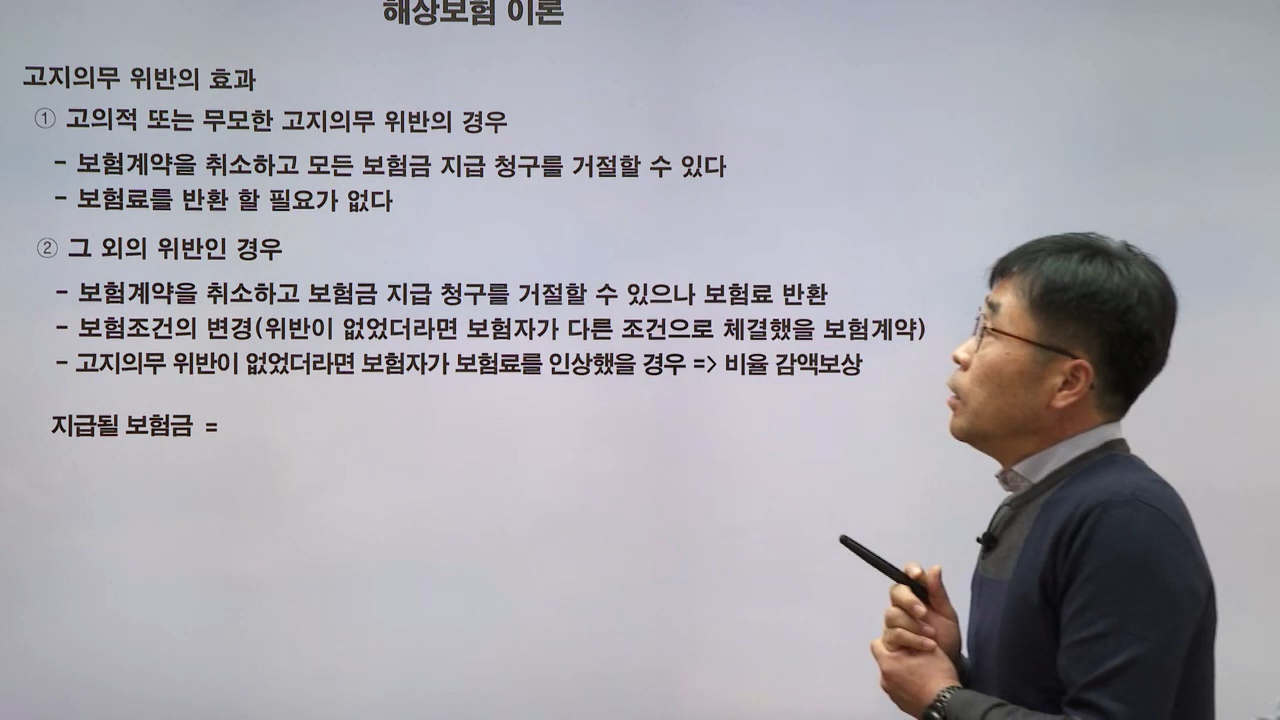 해상보험 이론
고지의무 위반의 효과
① 고의적 또는 무모한 고지의무 위반의 경우
- 보험계약을 취소하고 모든 보험금 지급 청구를 거절할 수 있다
- 보험료를 반환 할 필요가 없다
② 그 외의 위반인 경우
- 보험계약을 취소하고 보험금 지급 청구를 거절할 수 있으나 보험료 반환
- 보험조건의 변경(위반이 없었더라면 보험자가 다른 조건으로 체결했을 보험계약)
- 고지의무 위반이 없었더라면 보험자가 보험료를 인상했을 경우 => 비율 감액보상
지급될 보험금 =